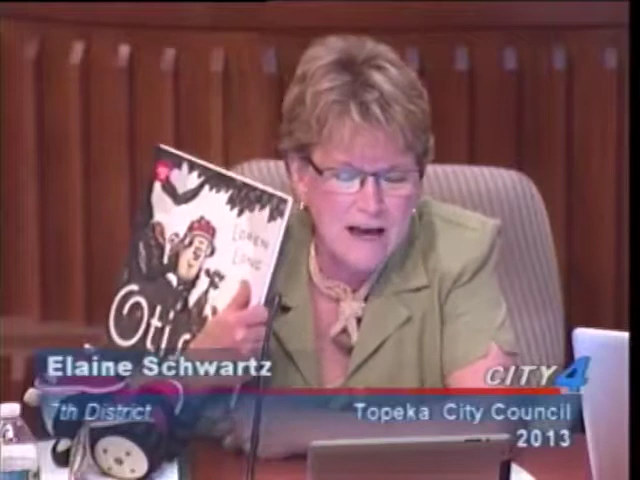 LOREN
LONG
Otis
Elaine Schwartz
CITY 4
7th District
Topeka City Council
2013